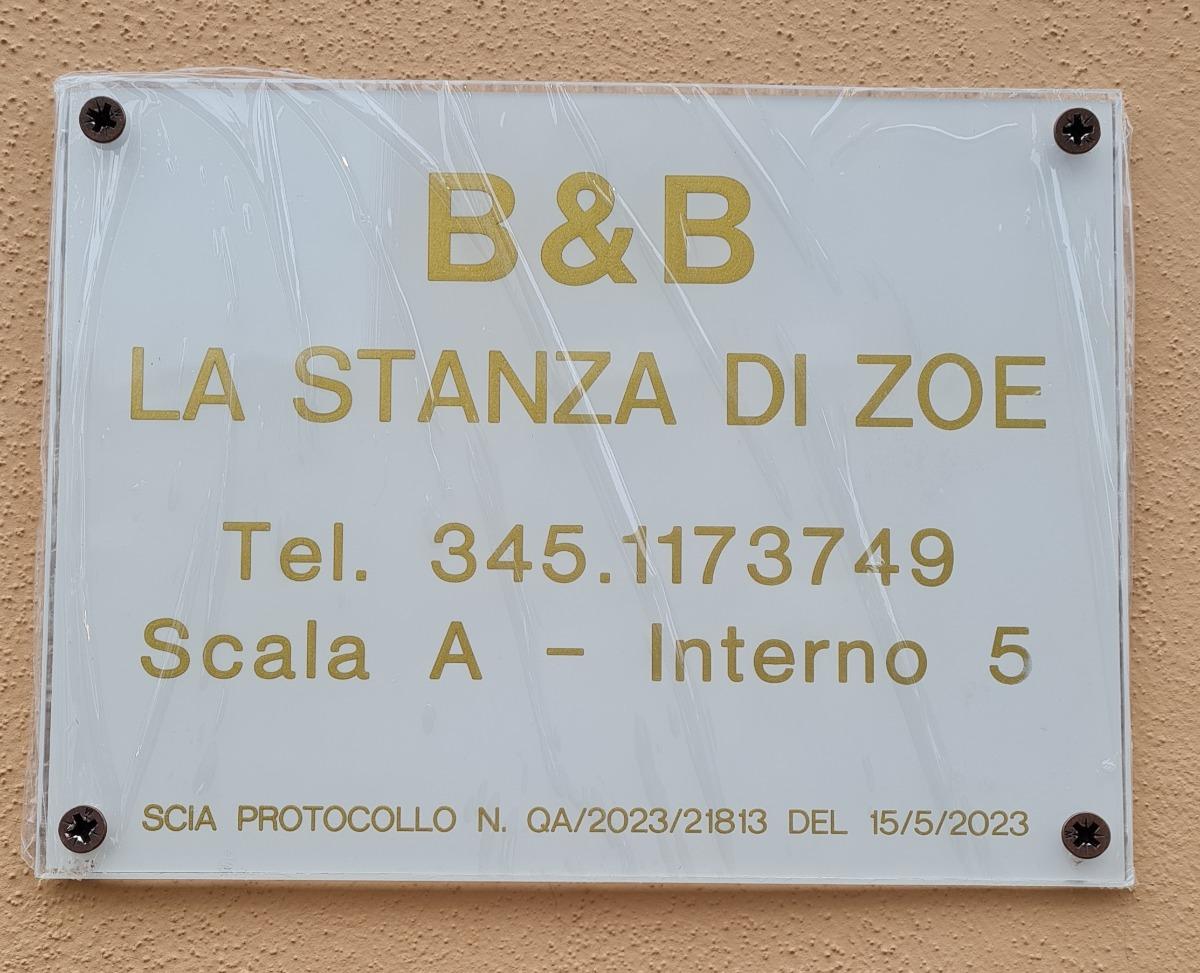 B&B
LA STANZA DI ZOE
Tel. 345.1173749
Scala A - Interno 5
SCIA PROTOCOLLO N. QA/2023/21813 DEL 15/5/2023